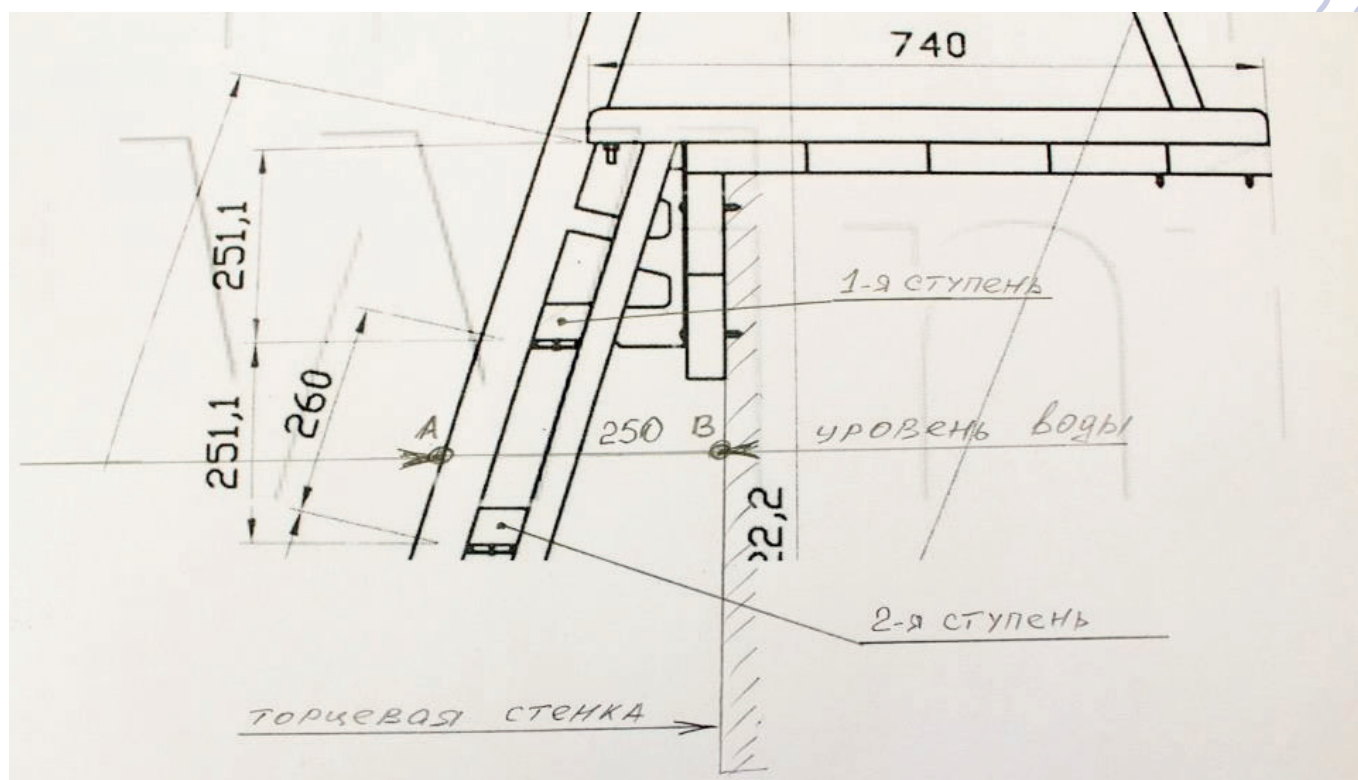 740
251,1
1-я ступень
260
251,1
А 250 В уровень воды
22,2
2-я ступень
торцевая стенка